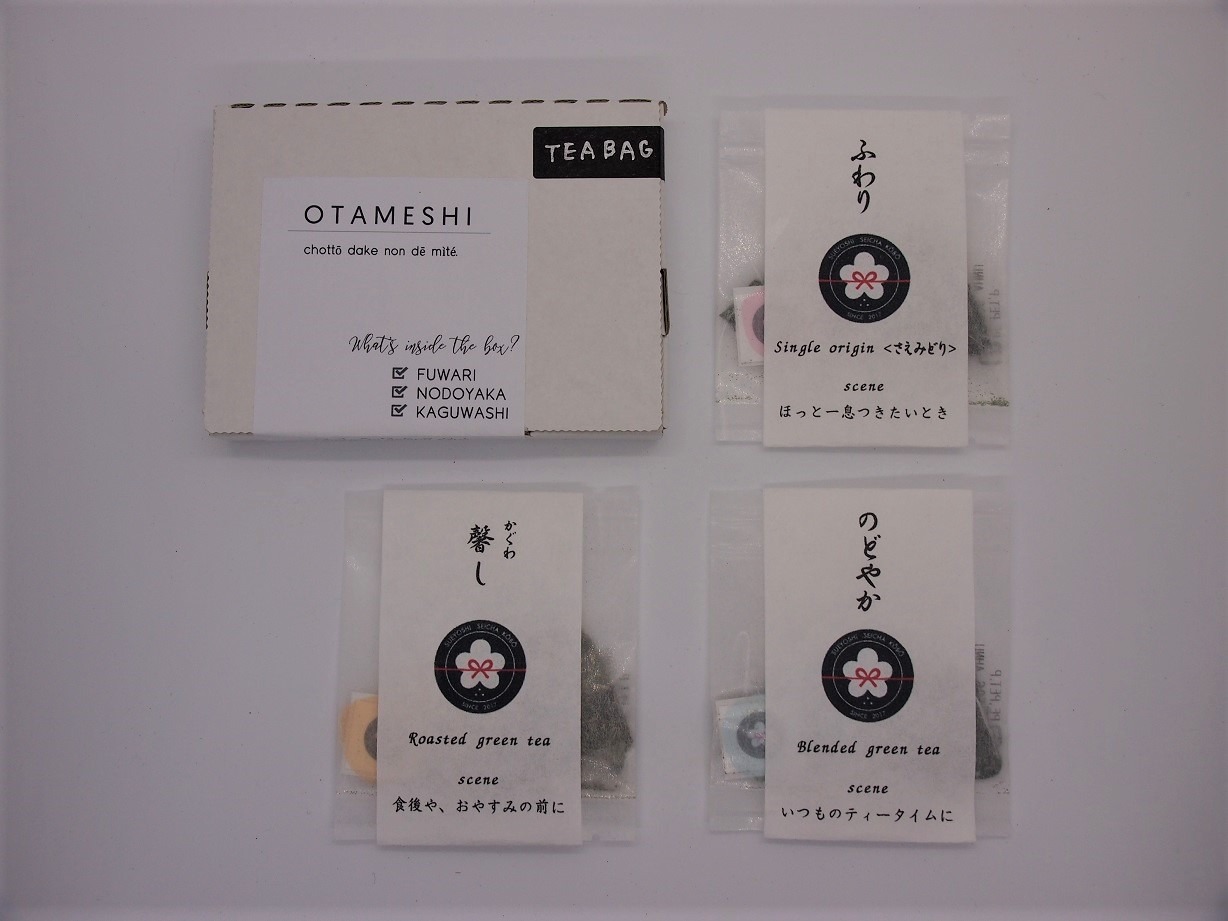 TEA BAG
OTAMESHI
chottō dake non dē mìté.
What's inside the box?
FUWARI
NODOYAKA
KAGUWASHI
ふわり
SUEYOSHI SEICHA KŌBŌ
SINCE 2017
Single origin <さえみどり>
scene
ほっと一息つきたいとき
かぐわ
馨し
SUEYOSHI SEICHA KŌBŌ
SINCE 2017
Roasted green tea
scene
食後や、おやすみの前に
のどやか
SUEYOSHI SEICHA KŌBŌ
SINCE 2017
Blended green tea
scene
いつものティータイムに